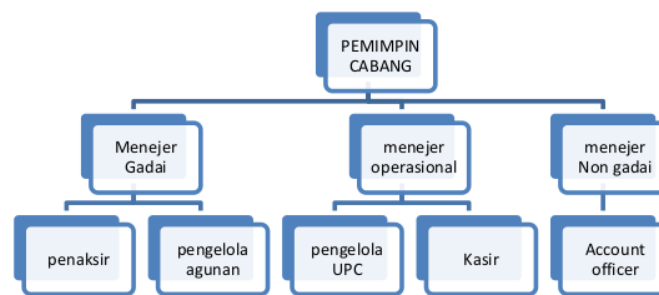 PEMIMPIN
CABANG
Menejer
Gadai
menejer
operasional
menejer
Non gadai
penaksir
pengelola
agunan
pengelola
UPC
Kasir
Account
officer